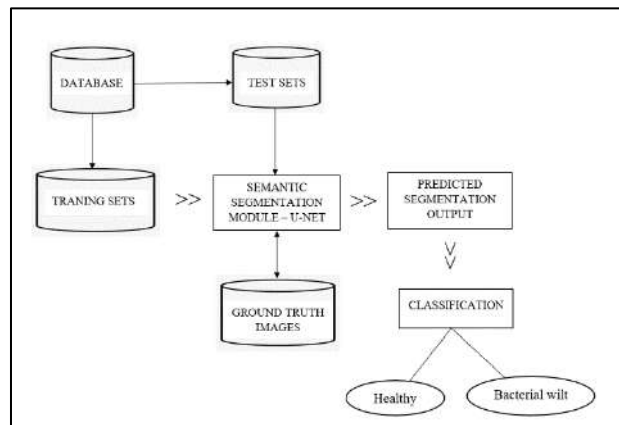 DATABASE
TEST SETS
TRANING SETS
>>
SEMANTIC
SEGMENTATION
MODULE – U-NET
>>
PREDICTED
SEGMENTATION
OUTPUT
>>
GROUND TRUTH
IMAGES
CLASSIFICATION
Healthy
Bacterial wilt